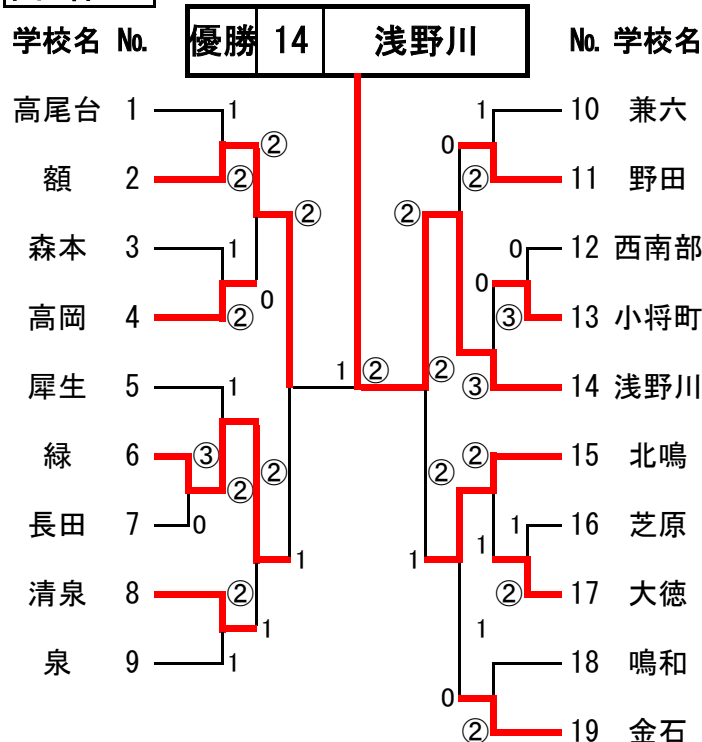 学校名 No. 優勝 14 浅野川 No. 学校名
高尾台 1 1 1 10 兼六
② 0
額 2 ② ② 11 野田
② ②
森本 3 1 0 12 西南部
0 0
高岡 4 ② ③ 13 小将町
1 ② ②
犀生 5 1 ③ 14 浅野川
緑 6 ③ ② 15 北鳴
② ② ②
長田 7 0 1 16 芝原
1 1 1
清泉 8 ② ② 17 大徳
1 1
泉 9 1 18 鳴和
0
② 19 金石